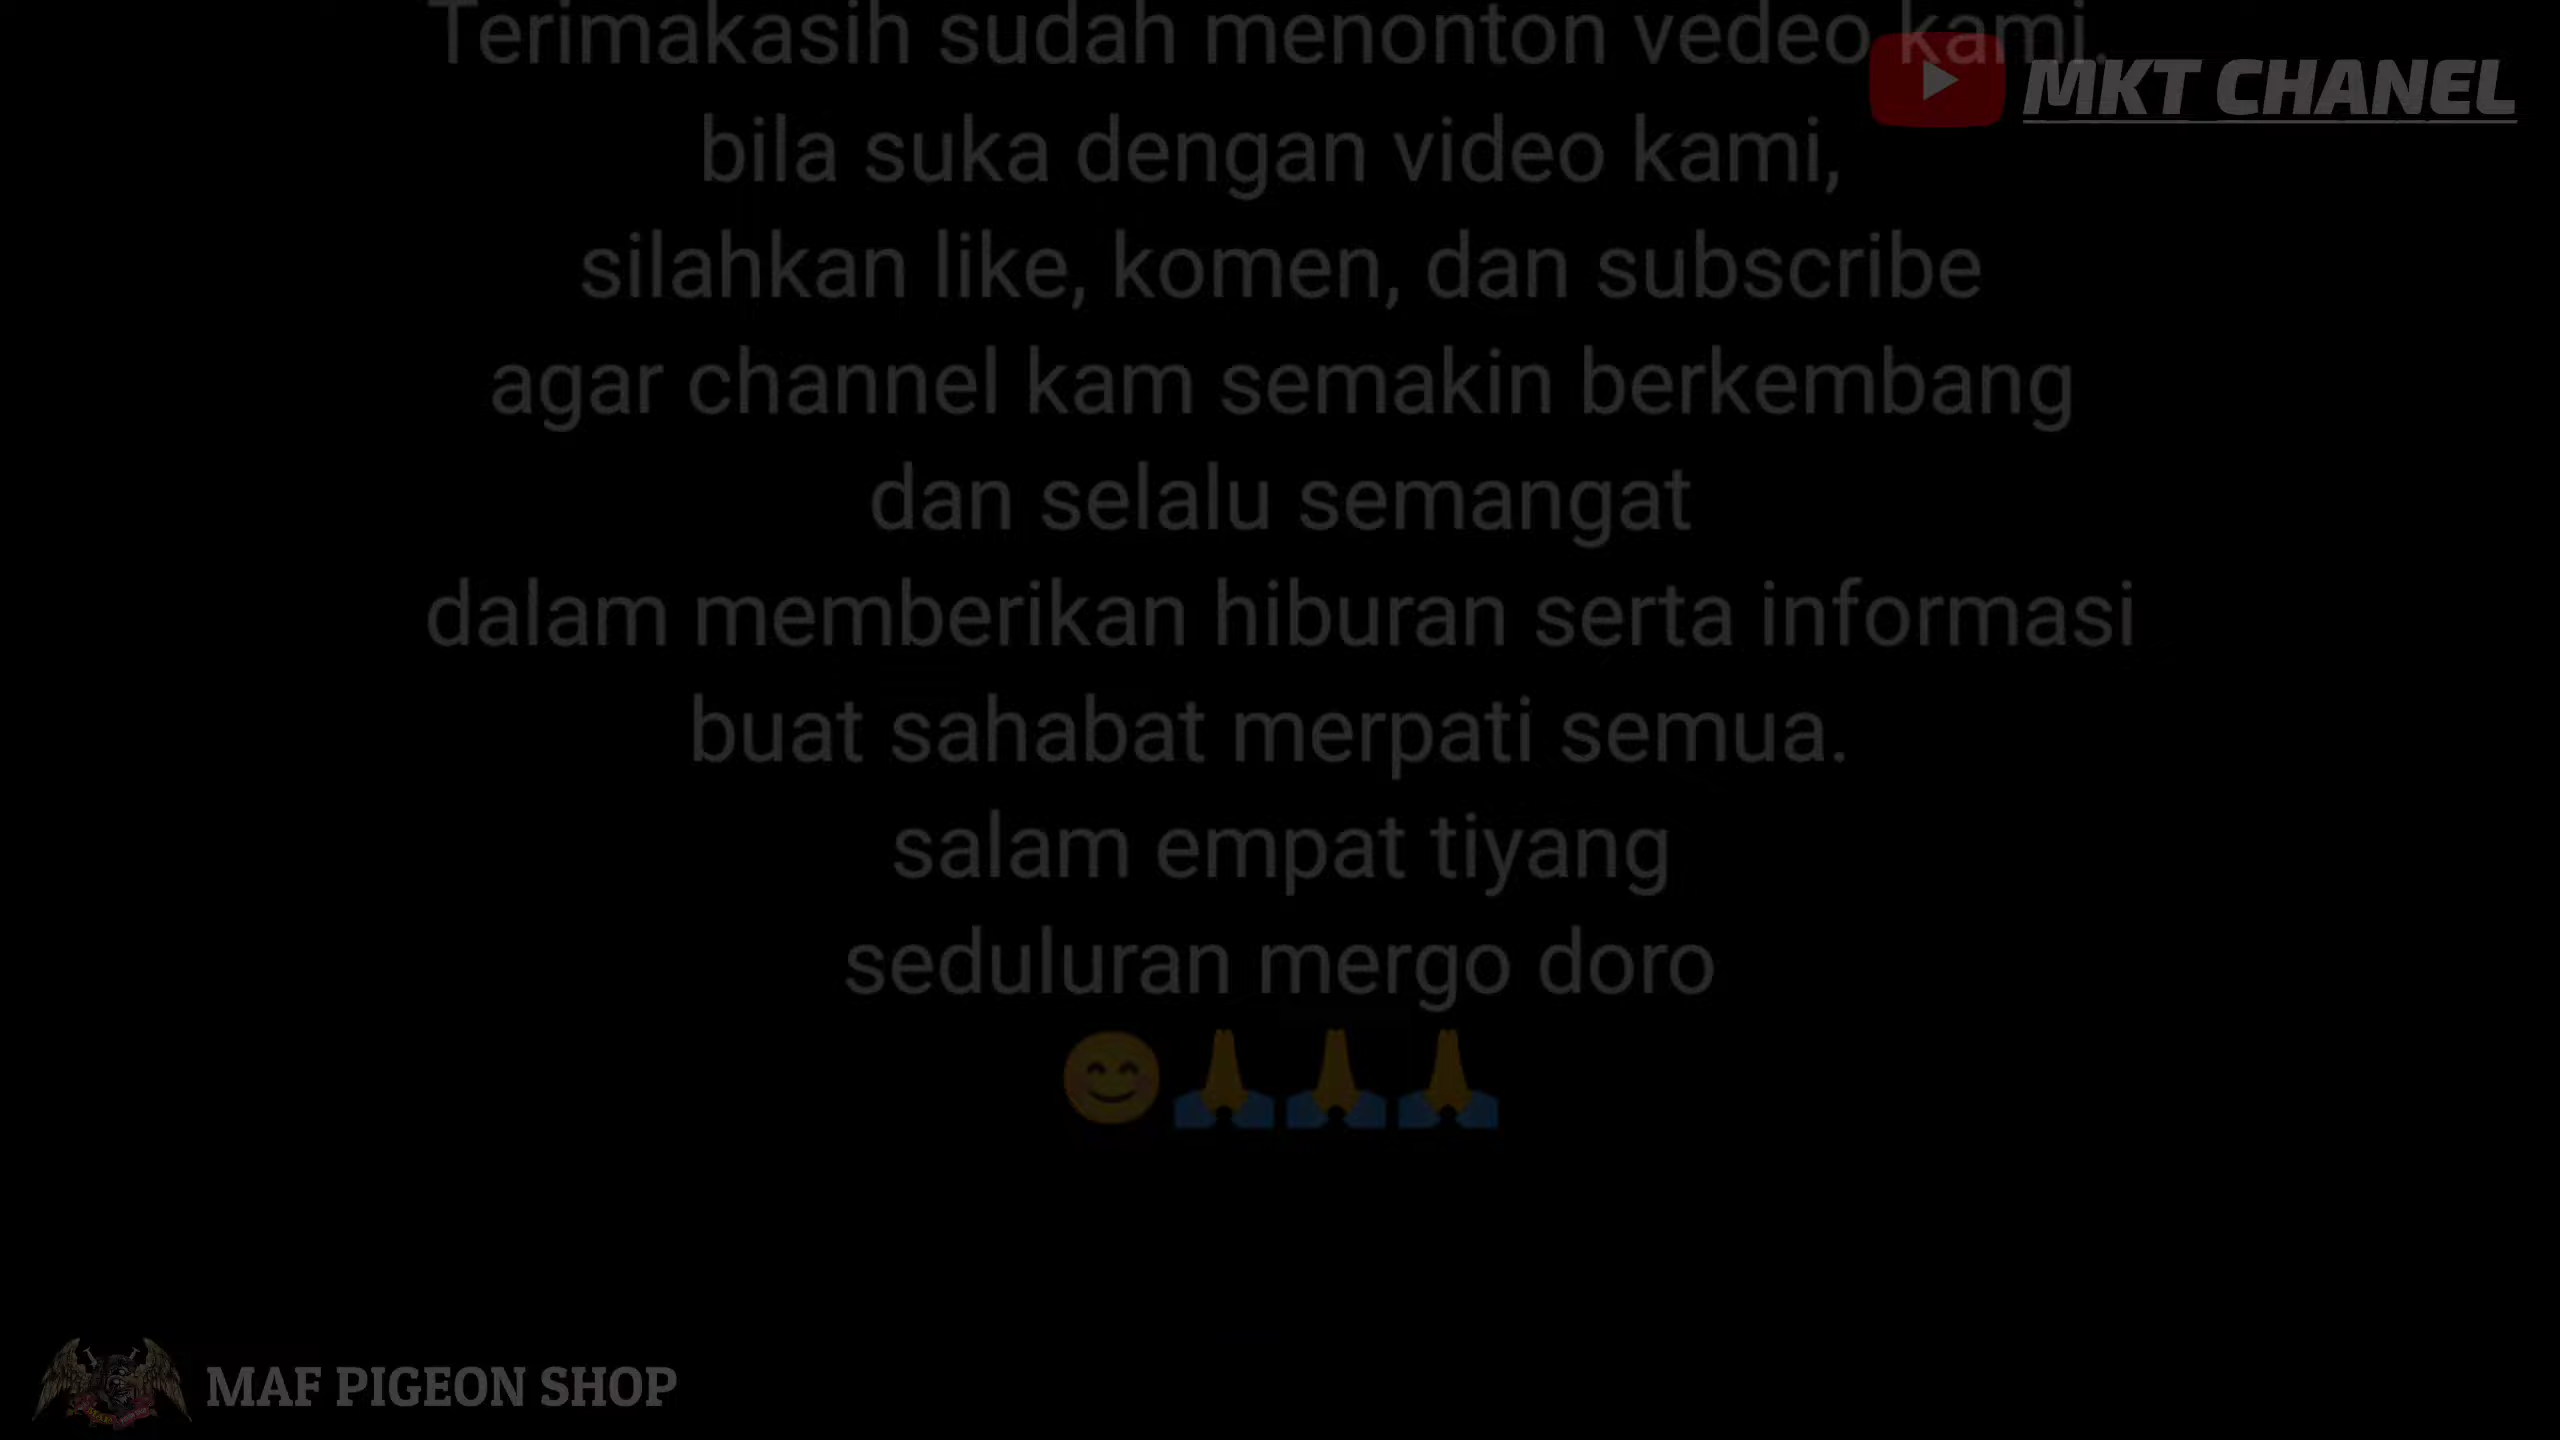 Terimakasih sudah menonton vedeo kami.
MKT CHANEL
bila suka dengan video kami,
silahkan like, komen, dan subscribe
agar channel kam semakin berkembang
dan selalu semangat
dalam memberikan hiburan serta informasi
buat sahabat merpati semua.
salam empat tiyang
seduluran mergo doro
😊🙏🙏🙏
MAF PIGEON SHOP